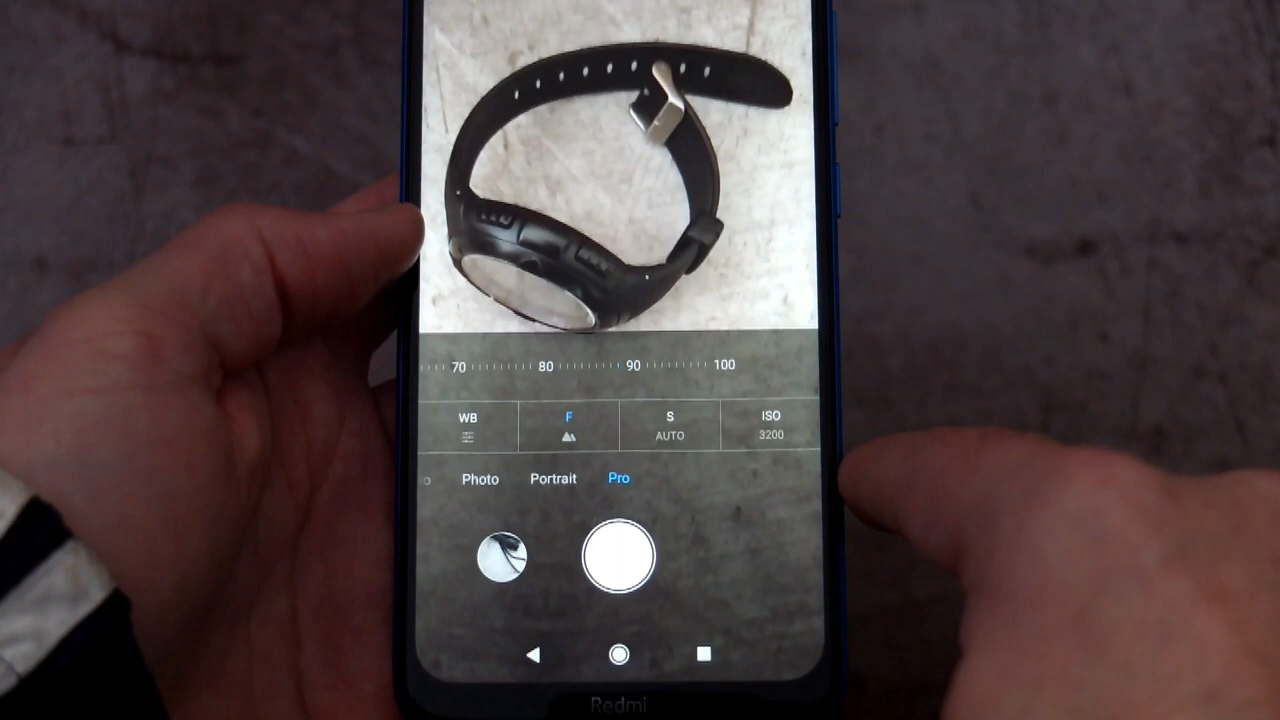 70 80 90 100
WB F S ISO
AUTO 3200
o Photo Portrait Pro
Redmi